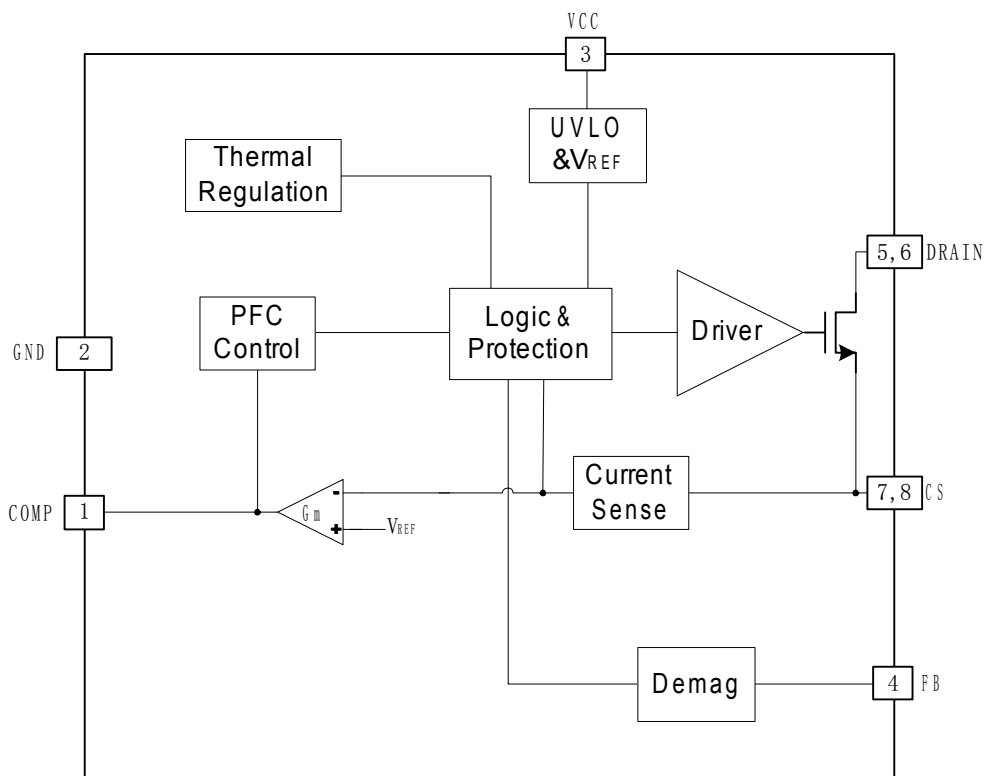 VCC
3
UVLO
&VREF
Thermal
Regulation
5,6 DRAIN
PFC
Control
Logic &
Protection
Driver
GND 2
Current
Sense
7,8 CS
COMP 1
-
Gm
+
VREF
Demag
4 FB